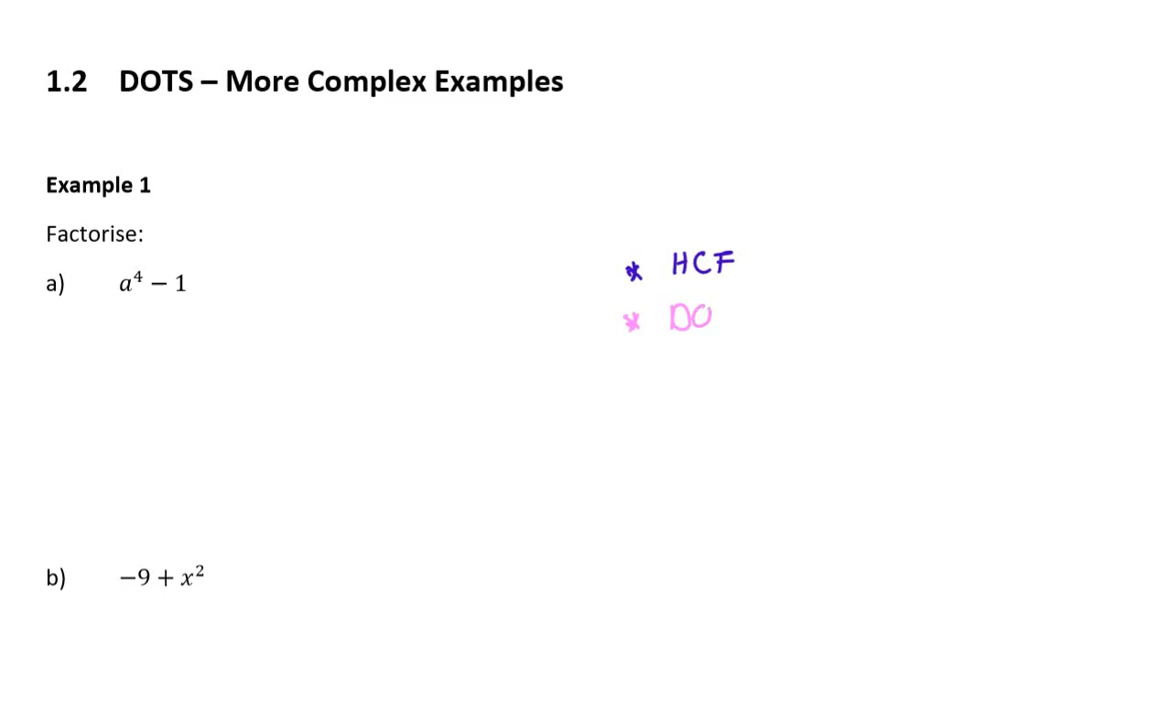 1.2 DOTS – More Complex Examples
Example 1
Factorise:
a) a⁴ − 1
* HCF
* DO
b) −9 + x²